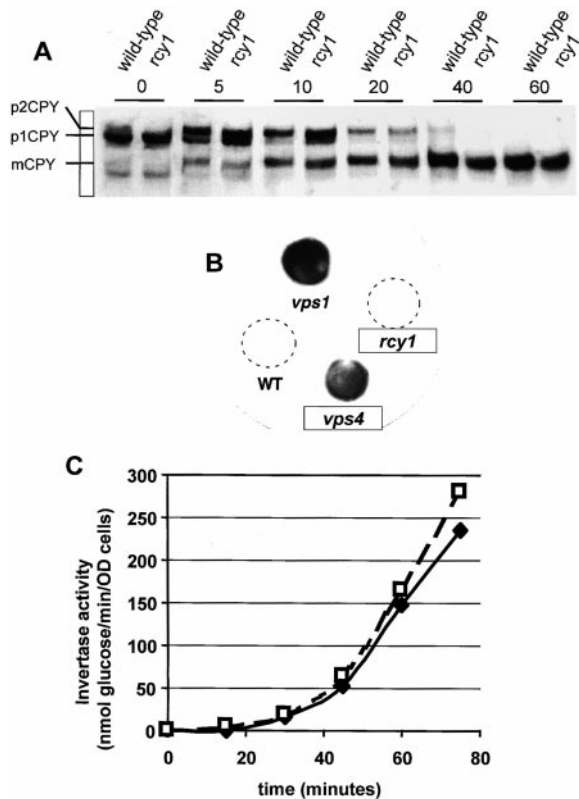 A
wild-type rcy1 wild-type rcy1 wild-type rcy1 wild-type rcy1 wild-type rcy1 wild-type rcy1
0 5 10 20 40 60
p2CPY
p1CPY
mCPY
B
vps1
rcy1
WT
vps4
C
300
250
200
150
100
50
0
Invertase activity
(nmol glucose/min/OD cells)
0 20 40 60 80
time (minutes)